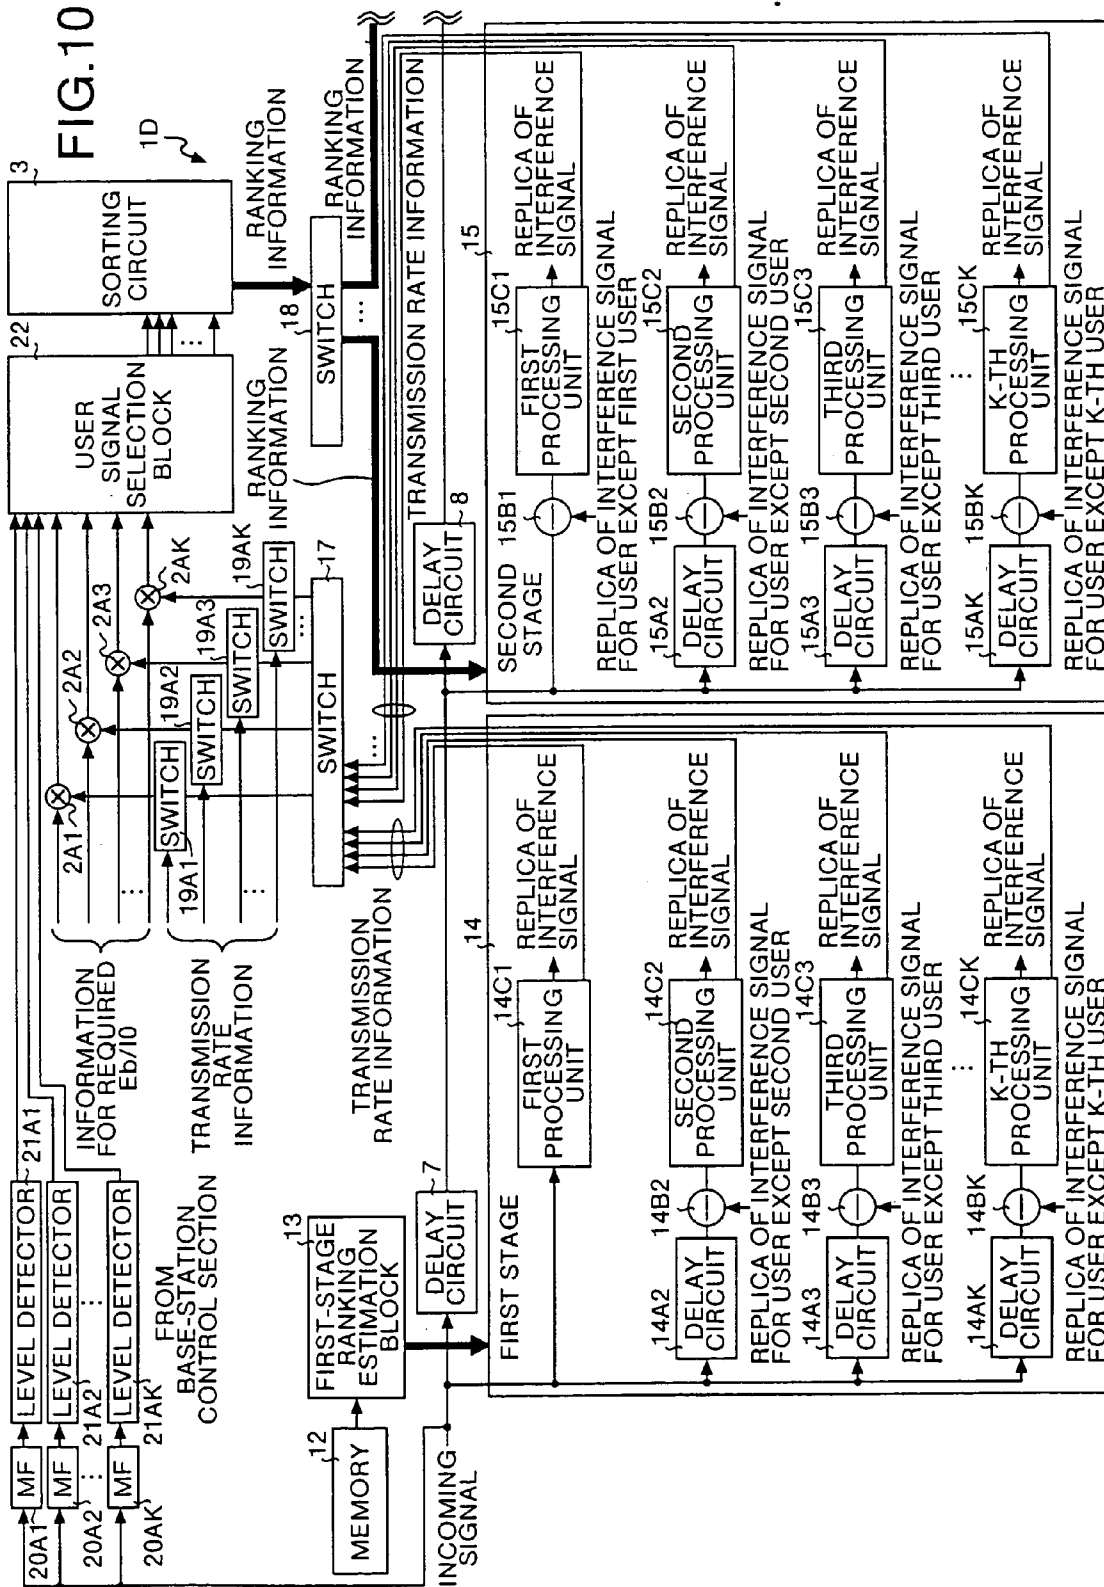 FIG.10
1D
20A1
MF
LEVEL DETECTOR
21A1
20A2
MF
LEVEL DETECTOR
21A2
20AK
MF
LEVEL DETECTOR
21AK
FROM
BASE-STATION
CONTROL SECTION
INFORMATION
FOR REQUIRED
Eb/I0
TRANSMISSION
RATE
INFORMATION
2A1
2A2
2A3
2AK
19A1
SWITCH
19A2
SWITCH
19A3
SWITCH
19AK
SWITCH
22
USER
SIGNAL
SELECTION
BLOCK
3
SORTING
CIRCUIT
RANKING
INFORMATION
18
SWITCH
RANKING
INFORMATION
RANKING
INFORMATION
17
SWITCH
TRANSMISSION
RATE INFORMATION
TRANSMISSION RATE INFORMATION
12
MEMORY
13
FIRST-STAGE
RANKING
ESTIMATION
BLOCK
INCOMING
SIGNAL
7
DELAY
CIRCUIT
8
DELAY
CIRCUIT
14
FIRST STAGE
14C1
FIRST
PROCESSING
UNIT
REPLICA OF
INTERFERENCE
SIGNAL
14A2
DELAY
CIRCUIT
14B2
14C2
SECOND
PROCESSING
UNIT
REPLICA OF
INTERFERENCE
SIGNAL
REPLICA OF INTERFERENCE SIGNAL
FOR USER EXCEPT SECOND USER
14A3
DELAY
CIRCUIT
14B3
14C3
THIRD
PROCESSING
UNIT
REPLICA OF
INTERFERENCE
SIGNAL
REPLICA OF INTERFERENCE SIGNAL
FOR USER EXCEPT THIRD USER
14AK
DELAY
CIRCUIT
14BK
14CK
K-TH
PROCESSING
UNIT
REPLICA OF
INTERFERENCE
SIGNAL
REPLICA OF INTERFERENCE SIGNAL
FOR USER EXCEPT K-TH USER
15
SECOND
STAGE
15B1
15C1
FIRST
PROCESSING
UNIT
REPLICA OF
INTERFERENCE
SIGNAL
REPLICA OF INTERFERENCE SIGNAL
FOR USER EXCEPT FIRST USER
15A2
DELAY
CIRCUIT
15B2
15C2
SECOND
PROCESSING
UNIT
REPLICA OF
INTERFERENCE
SIGNAL
REPLICA OF INTERFERENCE SIGNAL
FOR USER EXCEPT SECOND USER
15A3
DELAY
CIRCUIT
15B3
15C3
THIRD
PROCESSING
UNIT
REPLICA OF
INTERFERENCE
SIGNAL
REPLICA OF INTERFERENCE SIGNAL
FOR USER EXCEPT THIRD USER
15AK
DELAY
CIRCUIT
15BK
15CK
K-TH
PROCESSING
UNIT
REPLICA OF
INTERFERENCE
SIGNAL
REPLICA OF INTERFERENCE SIGNAL
FOR USER EXCEPT K-TH USER